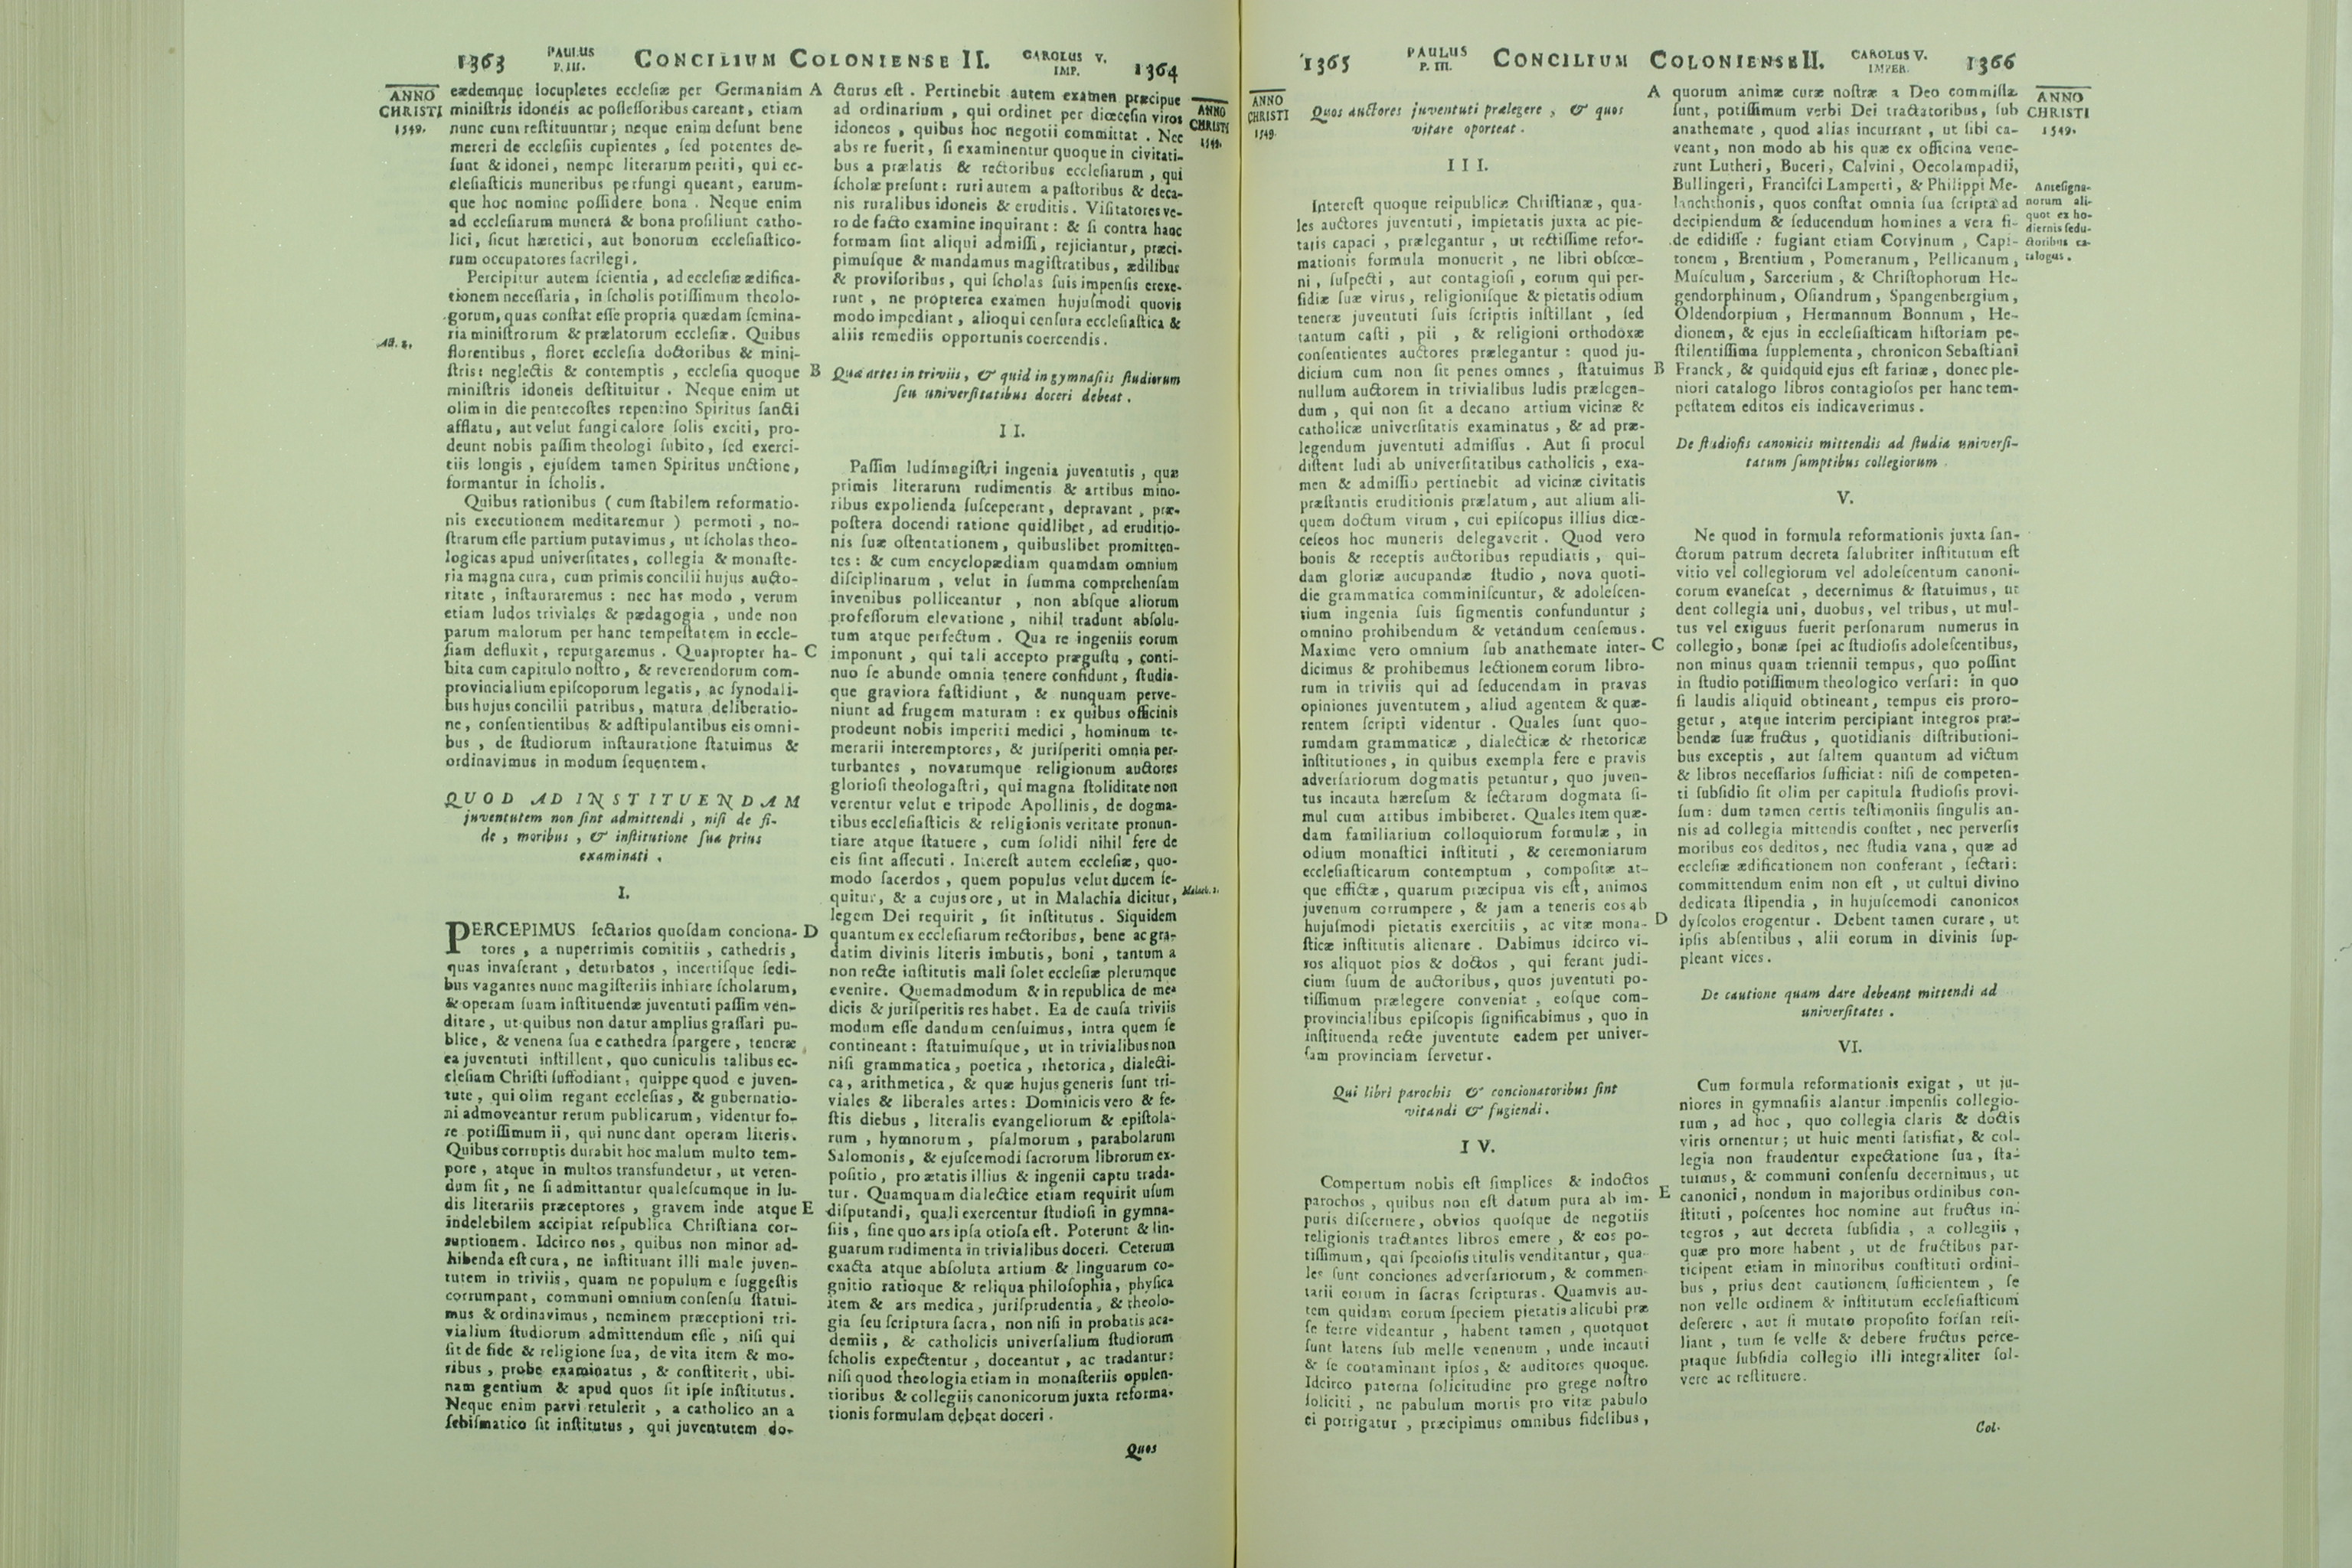 1363 PAULUS P. III. CONCILIUM COLONIENSE II. CAROLUS V. IMP. 1364
ANNO
CHRISTI
1549.
eædemque locupletes ecclesiæ per Germaniam
ministris idoneis ac possessoribus careant, etiam
nunc cum restituuntur; neque enim desunt bene
mereri de ecclesiis cupientes, sed potentes de-
sunt & idonei, nempe literarum periti, qui ec-
clesiasticis muneribus perfungi queant, earum-
que hoc nomine possidere bona. Neque enim
ad ecclesiarum munera & bona prosiliunt catho-
lici, sicut hæretici, aut bonorum ecclesiastico-
rum occupatores sacrilegi.
Percipitur autem scientia, ad ecclesiæ ædifica-
tionem necessaria, in scholis potissimum theolo-
gorum, quas constat esse propria quædam semina-
ria ministrorum & prælatorum ecclesiæ. Quibus
Act. 2.
florentibus, floret ecclesia doctoribus & mini-
stris: neglectis & contemptis, ecclesia quoque
ministris idoneis destituitur. Neque enim ut
olim in die pentecostes repentino Spiritus sancti
afflatu, aut velut fungi calore solis exciti, pro-
deunt nobis passim theologi subito, sed exerci-
tiis longis, ejusdem tamen Spiritus unctione,
formantur in scholis.
Quibus rationibus (cum stabilem reformatio-
nis executionem meditaremur) permoti, no-
strarum esse partium putavimus, ut scholas theo-
logicas apud universitates, collegia & monaste-
ria magna cura, cum primis concilii hujus aucto-
ritate, instauraremus: nec has modo, verum
etiam ludos triviales & pædagogia, unde non
parum malorum per hanc tempestatem in eccle-
siam defluxit, repurgaremus. Quapropter ha-
bita cum capitulo nostro, & reverendorum com-
provincialium episcoporum legatis, ac synodali-
bus hujus concilii patribus, matura deliberatio-
ne, consentientibus & adstipulantibus eis omni-
bus, de studiorum instauratione statuimus &
ordinavimus in modum sequentem.
QUOD AD INSTITUENDAM
juventutem non sint admittendi, nisi de fi-
de, moribus, & institutione sua prius
examinati.
I.
PERCEPIMUS sectarios quosdam conciona-
tores, a nuperrimis comitiis, cathedris,
quas invaserant, deturbatos, incertisque sedi-
bus vagantes nunc magisteriis inhiare scholarum,
& operam suam instituendæ juventuti passim ven-
ditare, ut quibus non datur amplius grassari pu-
blice, & venena sua e cathedra spargere, teneræ
ea juventuti instillent, quo cuniculis talibus ec-
clesiam Christi suffodiant, quippe quod e juven-
tute, qui olim regant ecclesias, & gubernatio-
ni admoveantur rerum publicarum, videntur fo-
re potissimum ii, qui nunc dant operam literis.
Quibus corruptis durabit hoc malum multo tem-
pore, atque in multos transfundetur, ut veren-
dum sit, ne si admittantur qualescumque in lu-
dis literariis præceptores, gravem inde atque
indelebilem accipiat respublica Christiana cor-
ruptionem. Idcirco nos, quibus non minor ad-
hibenda est cura, ne instituant illi male juven-
tutem in triviis, quam ne populum e suggestis
corrumpant, communi omnium consensu statui-
mus & ordinavimus, neminem præceptioni tri-
vialium studiorum admittendum esse, nisi qui
sit de fide & religione sua, de vita item & mo-
ribus, probe examinatus, & constiterit, ubi-
nam gentium & apud quos sit ipse institutus.
Neque enim parvi retulerit, a catholico an a
schismatico sit institutus, qui juventutem do-
A
B
C
D
E
cturus est. Pertinebit autem examen præcipue
ad ordinarium, qui ordinet per diœcesin viros
idoneos, quibus hoc negotii committat. Nec
abs re fuerit, si examinentur quoque in civitati-
bus a prælatis & rectoribus ecclesiarum, qui
scholæ presunt: ruri autem a pastoribus & deca-
nis ruralibus idoneis & eruditis. Visitatores ve-
ro de facto examine inquirant: & si contra hanc
formam sint aliqui admissi, rejiciantur, præci-
pimusque & mandamus magistratibus, ædilibus
& provisoribus, qui scholas suis impensis erexe-
runt, ne propterea examen hujusmodi quovis
modo impediant, alioqui censura ecclesiastica &
aliis remediis opportunis coercendis.
ANNO
CHRISTI
1549.
Quæ artes in triviis, & quid in gymnasiis studiorum
seu universitatibus doceri debeat.
II.
Passim ludimagistri ingenia juventutis, quæ
primis literarum rudimentis & artibus mino-
ribus expolienda susceperant, depravant, præ-
postera docendi ratione quidlibet, ad eruditio-
nis suæ ostentationem, quibuslibet promitten-
tes: & cum encyclopædiam quamdam omnium
disciplinarum, velut in summa comprehensam
invenibus polliceantur, non absque aliorum
professorum elevatione, nihil tradunt absolu-
tum atque perfectum. Qua re ingeniis eorum
imponunt, qui tali accepto prægustu, conti-
nuo se abunde omnia tenere confidunt, studia-
que graviora fastidiunt, & nunquam perve-
niunt ad frugem maturam: ex quibus officinis
prodeunt nobis imperiti medici, hominum te-
merarii interemptores, & jurisperiti omnia per-
turbantes, novarumque religionum auctores
gloriosi theologastri, qui magna stoliditate non
verentur velut e tripode Apollinis, de dogma-
tibus ecclesiasticis & religionis veritate pronun-
tiare atque statuere, cum solidi nihil fere de
eis sint assecuti. Interest autem ecclesiæ, quo-
modo sacerdos, quem populus velut ducem se-
quitur, & a cujus ore, ut in Malachia dicitur,
Malach. 2.
legem Dei requirit, sit institutus. Siquidem
quantum ex ecclesiarum rectoribus, bene ac gra-
datim divinis literis imbutis, boni, tantum a
non recte institutis mali solet ecclesiæ plerumque
evenire. Quemadmodum & in republica de me-
dicis & jurisperitis res habet. Ea de causa triviis
modum esse dandum censuimus, intra quem se
contineant: statuimusque, ut in trivialibus non
nisi grammatica, poetica, rhetorica, dialecti-
ca, arithmetica, & quæ hujus generis sunt tri-
viales & liberales artes: Dominicis vero & fe-
stis diebus, literalis evangeliorum & epistola-
rum, hymnorum, psalmorum, parabolarum
Salomonis, & ejuscemodi sacrorum librorum ex-
positio, pro ætatis illius & ingenii captu trada-
tur. Quamquam dialectice etiam requirit usum
disputandi, quali exercentur studiosi in gymna-
siis, sine quo ars ipsa otiosa est. Poterunt & lin-
guarum rudimenta in trivialibus doceri. Ceterum
exacta atque absoluta artium & linguarum co-
gnitio ratioque & reliqua philosophia, physica
item & ars medica, jurisprudentia, & theolo-
gia seu scriptura sacra, non nisi in probatis aca-
demiis, & catholicis universalium studiorum
scholis expectentur, doceantur, ac tradantur:
nisi quod theologia etiam in monasteriis opulen-
tioribus & collegiis canonicorum juxta reforma-
tionis formulam debeat doceri.
Quos
1365 PAULUS P. III. CONCILIUM COLONIENSE II. CAROLUS V. IMPER. 1366
ANNO
CHRISTI
1549.
Quos auctores juventuti prælegere, & quos
vitare oporteat.
III.
Interest quoque reipublicæ Christianæ, qua-
les auctores juventuti, impietatis juxta ac pie-
tatis capaci, prælegantur, ut rectissime refor-
mationis formula monuerit, ne libri obscœ-
ni, suspecti, aut contagiosi, eorum qui per-
fidiæ suæ virus, religionisque & pietatis odium
teneræ juventuti suis scriptis instillant, sed
tantum casti, pii, & religioni orthodoxæ
consentientes auctores prælegantur: quod ju-
dicium cum non sit penes omnes, statuimus
nullum auctorem in trivialibus ludis prælegen-
dum, qui non sit a decano artium vicinæ &
catholicæ universitatis examinatus, & ad præ-
legendum juventuti admissus. Aut si procul
distent ludi ab universitatibus catholicis, exa-
men & admissio pertinebit ad vicinæ civitatis
præstantis eruditionis prælatum, aut alium ali-
quem doctum virum, cui episcopus illius diœ-
ceseos hoc muneris delegaverit. Quod vero
bonis & receptis auctoribus repudiatis, qui-
dam gloriæ aucupandæ studio, nova quoti-
die grammatica comminiscuntur, & adolescen-
tium ingenia suis figmentis confunduntur;
omnino prohibendum & vetandum censemus.
Maxime vero omnium sub anathemate inter-
dicimus & prohibemus lectionem eorum libro-
rum in triviis qui ad seducendam in pravas
opiniones juventutem, aliud agentem & quæ-
rentem scripti videntur. Quales sunt quo-
rumdam grammaticæ, dialecticæ & rhetoricæ
institutiones, in quibus exempla fere e pravis
adversariorum dogmatis petuntur, quo juven-
tus incauta hæresum & sectarum dogmata si-
mul cum artibus imbiberet. Quales item quæ-
dam familiarium colloquiorum formulæ, in
odium monastici instituti, & ceremoniarum
ecclesiasticarum contemptum, compositæ at-
que effictæ, quarum præcipua vis est, animos
juvenum corrumpere, & jam a teneris eos ab
hujusmodi pietatis exercitiis, ac vitæ mona-
sticæ institutis alienare. Dabimus idcirco vi-
ros aliquot pios & doctos, qui ferant judi-
cium suum de auctoribus, quos juventuti po-
tissimum prælegere conveniat, eosque com-
provincialibus episcopis significabimus, quo in
instituenda recte juventute eadem per univer-
sam provinciam servetur.
Qui libri parochis & concionatoribus sint
vitandi & fugiendi.
IV.
Compertum nobis est simplices & indoctos
parochos, quibus non est datum pura ab im-
puris discernere, obvios quosque de negotiis
religionis tractantes libros emere, & eos po-
tissimum, qui speciosis titulis venditantur, qua-
les sunt conciones adversariorum, & commen-
tarii eorum in sacras scripturas. Quamvis au-
tem quidam eorum speciem pietatis alicubi præ
se ferre videantur, habent tamen, quotquot
sunt latens sub melle venenum, unde incauti
& se contaminant ipsos, & auditores quoque.
Idcirco paterna solicitudine pro grege nostro
soliciti, ne pabulum mortis pro vitæ pabulo
ei porrigatur, præcipimus omnibus fidelibus,
A
B
C
D
E
quorum animæ curæ nostræ a Deo commissæ
sunt, potissimum verbi Dei tractatoribus, sub
anathemate, quod alias incurrant, ut sibi ca-
veant, non modo ab his quæ ex officina vene-
runt Lutheri, Buceri, Calvini, Oecolampadii,
Bullingeri, Francisci Lamperti, & Philippi Me-
lanchthonis, quos constat omnia sua scripta ad
decipiendum & seducendum homines a vera fi-
de edidisse: fugiant etiam Corvinum, Capi-
tonem, Brentium, Pomeranum, Pellicanum,
Musculum, Sarcerium, & Christophorum He-
gendorphinum, Osiandrum, Spangenbergium,
Oldendorpium, Hermannum Bonnum, He-
dionem, & ejus in ecclesiasticam historiam pe-
stilentissima supplementa, chronicon Sebastiani
Franck, & quidquid ejus est farinæ, donec ple-
niori catalogo libros contagiosos per hanc tem-
pestatem editos eis indicaverimus.
ANNO
CHRISTI
1549.
Antesigna-
norum ali-
quot ex ho-
diernis sedu-
ctoribus ca-
talogus.
De studiosis canonicis mittendis ad studia universi-
tatum sumptibus collegiorum.
V.
Ne quod in formula reformationis juxta san-
ctorum patrum decreta salubriter institutum est
vitio vel collegiorum vel adolescentum canoni-
corum evanescat, decernimus & statuimus, ut
dent collegia uni, duobus, vel tribus, ut mul-
tus vel exiguus fuerit personarum numerus in
collegio, bonæ spei ac studiosis adolescentibus,
non minus quam triennii tempus, quo possint
in studio potissimum theologico versari: in quo
si laudis aliquid obtineant, tempus eis proro-
getur, atque interim percipiant integros præ-
bendæ suæ fructus, quotidianis distributioni-
bus exceptis, aut saltem quantum ad victum
& libros necessarios sufficiat: nisi de competen-
ti subsidio sit olim per capitula studiosis provi-
sum: dum tamen certis testimoniis singulis an-
nis ad collegia mittendis constet, nec perversis
moribus eos deditos, nec studia vana, quæ ad
ecclesiæ ædificationem non conferant, sectari:
committendum enim non est, ut cultui divino
dedicata stipendia, in hujuscemodi canonicos
dyscolos erogentur. Debent tamen curare, ut
ipsis absentibus, alii eorum in divinis sup-
pleant vices.
De cautione quam dare debeant mittendi ad
universitates.
VI.
Cum formula reformationis exigat, ut ju-
niores in gymnasiis alantur impensis collegio-
rum, ad hoc, quo collegia claris & doctis
viris ornentur; ut huic menti satisfiat, & col-
legia non fraudentur expectatione sua, sta-
tuimus, & communi consensu decernimus, ut
canonici, nondum in majoribus ordinibus con-
stituti, poscentes hoc nomine aut fructus in-
tegros, aut decreta subsidia, a collegiis,
quæ pro more habent, ut de fructibus par-
ticipent etiam in minoribus constituti ordini-
bus, prius dent cautionem sufficientem, se
non velle ordinem & institutum ecclesiasticum
deserere, aut si mutato proposito forsan resi-
liant, tum se velle & debere fructus perce-
ptaque subsidia collegio illi integraliter sol-
vere ac restituere.
Col-